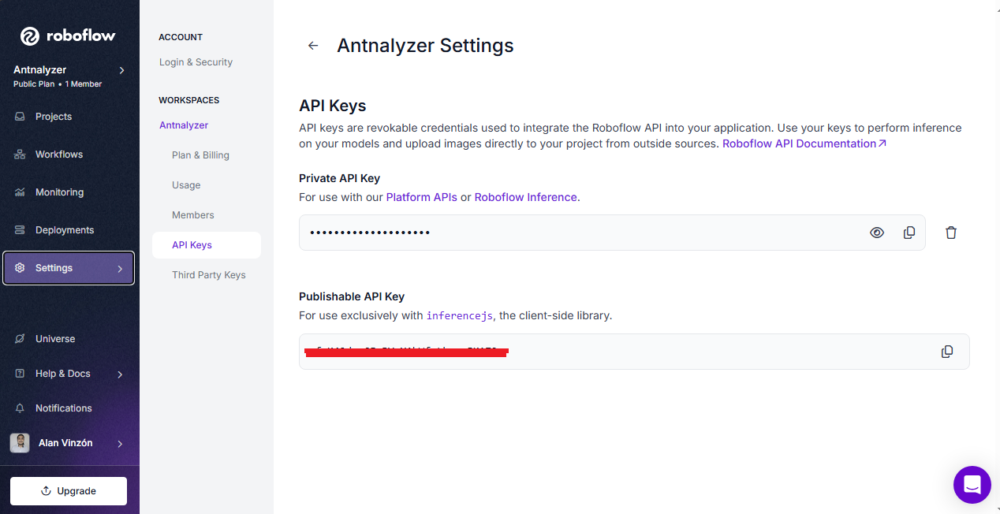 roboflow
Antnalyzer
Public Plan • 1 Member
Projects
Workflows
Monitoring
Deployments
Settings
Universe
Help & Docs
Notifications
Alan Vinzón
Upgrade
ACCOUNT
Login & Security
WORKSPACES
Antnalyzer
Plan & Billing
Usage
Members
API Keys
Third Party Keys
Antnalyzer Settings
API Keys
API keys are revokable credentials used to integrate the Roboflow API into your application. Use your keys to perform inference
on your models and upload images directly to your project from outside sources. Roboflow API Documentation
Private API Key
For use with our Platform APIs or Roboflow Inference.
••••••••••••••••••••
Publishable API Key
For use exclusively with inferencejs, the client-side library.